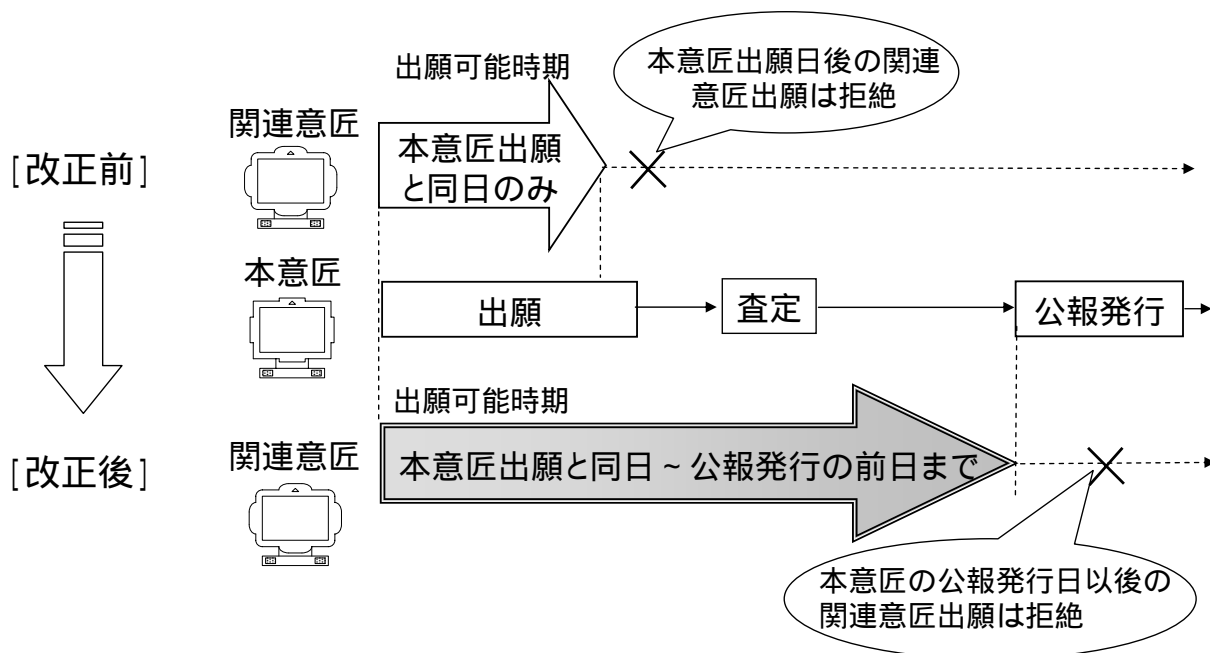 出願可能時期
本意匠出願日後の関連
意匠出願は拒絶
関連意匠
[改正前]
本意匠出願
と同日のみ
本意匠
出願
査定
公報発行
出願可能時期
[改正後]
関連意匠
本意匠出願と同日~公報発行の前日まで
本意匠の公報発行日以後の
関連意匠出願は拒絶